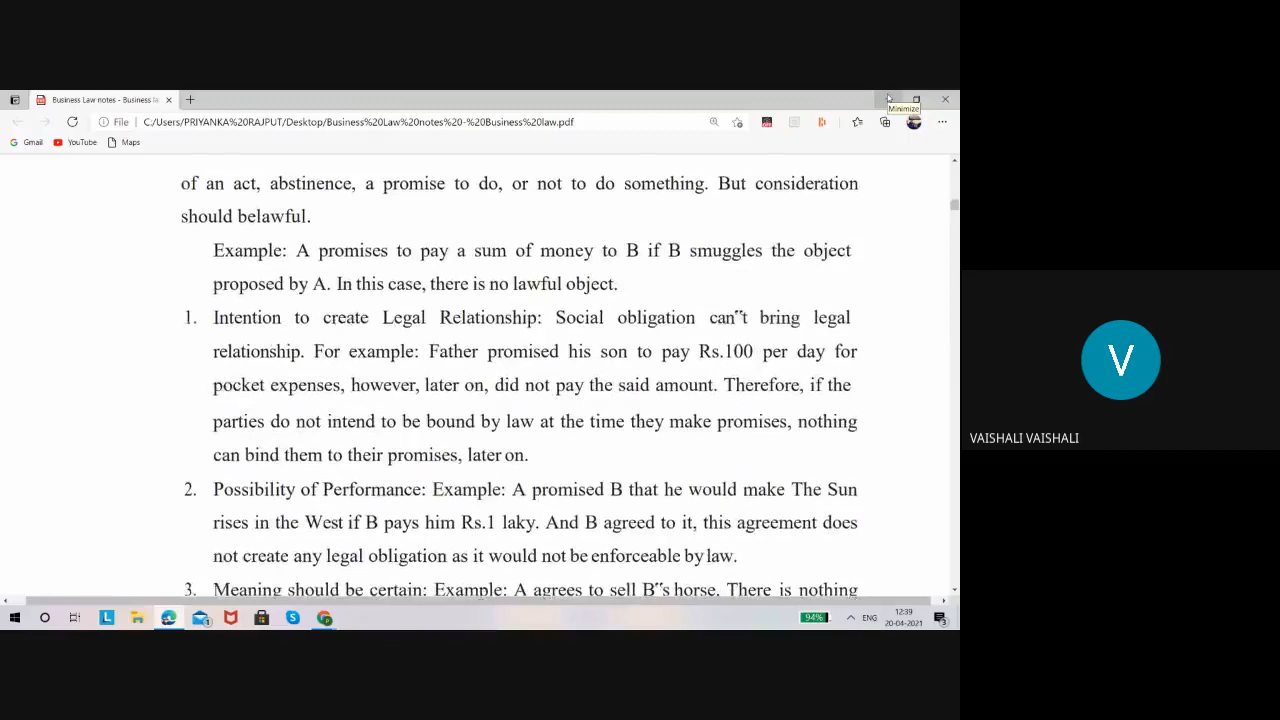 Business Law notes - Business la
Minimize
File
C:/Users/PRIYANKA%20RAJPUT/Desktop/Business%20Law%20notes%20-%20Business%20law.pdf
Gmail YouTube Maps
of an act, abstinence, a promise to do, or not to do something. But consideration
should belawful.
Example: A promises to pay a sum of money to B if B smuggles the object
proposed by A. In this case, there is no lawful object.
1. Intention to create Legal Relationship: Social obligation can‟t bring legal
relationship. For example: Father promised his son to pay Rs.100 per day for
pocket expenses, however, later on, did not pay the said amount. Therefore, if the
parties do not intend to be bound by law at the time they make promises, nothing
can bind them to their promises, later on.
2. Possibility of Performance: Example: A promised B that he would make The Sun
rises in the West if B pays him Rs.1 laky. And B agreed to it, this agreement does
not create any legal obligation as it would not be enforceable by law.
3. Meaning should be certain: Example: A agrees to sell B‟s horse. There is nothing
V
VAISHALI VAISHALI
94%
ENG
12:39
20-04-2021